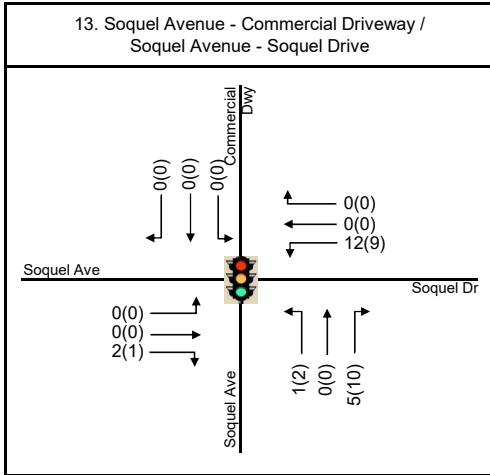 13. Soquel Avenue - Commercial Driveway /
Soquel Avenue - Soquel Drive
Commercial
Dwy
0(0)
0(0)
0(0)
0(0)
0(0)
12(9)
Soquel Ave
Soquel Dr
0(0)
0(0)
2(1)
1(2)
0(0)
5(10)
Soquel Ave